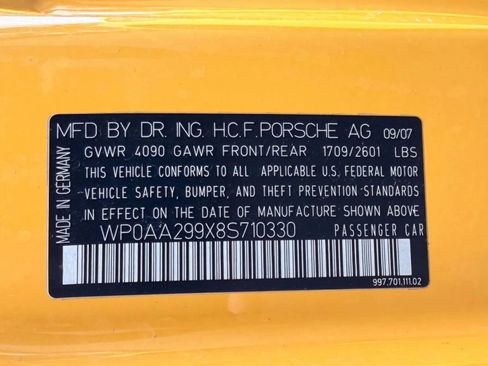 MFD BY DR. ING. H.C.F.PORSCHE AG 09/07
GVWR 4090 GAWR FRONT/REAR 1709/2601 LBS
THIS VEHICLE CONFORMS TO ALL APPLICABLE U.S. FEDERAL MOTOR
VEHICLE SAFETY, BUMPER, AND THEFT PREVENTION STANDARDS
IN EFFECT ON THE DATE OF MANUFACTURE SHOWN ABOVE
WP0AA299X8S710330 PASSENGER CAR
997.701.111.02
MADE IN GERMANY